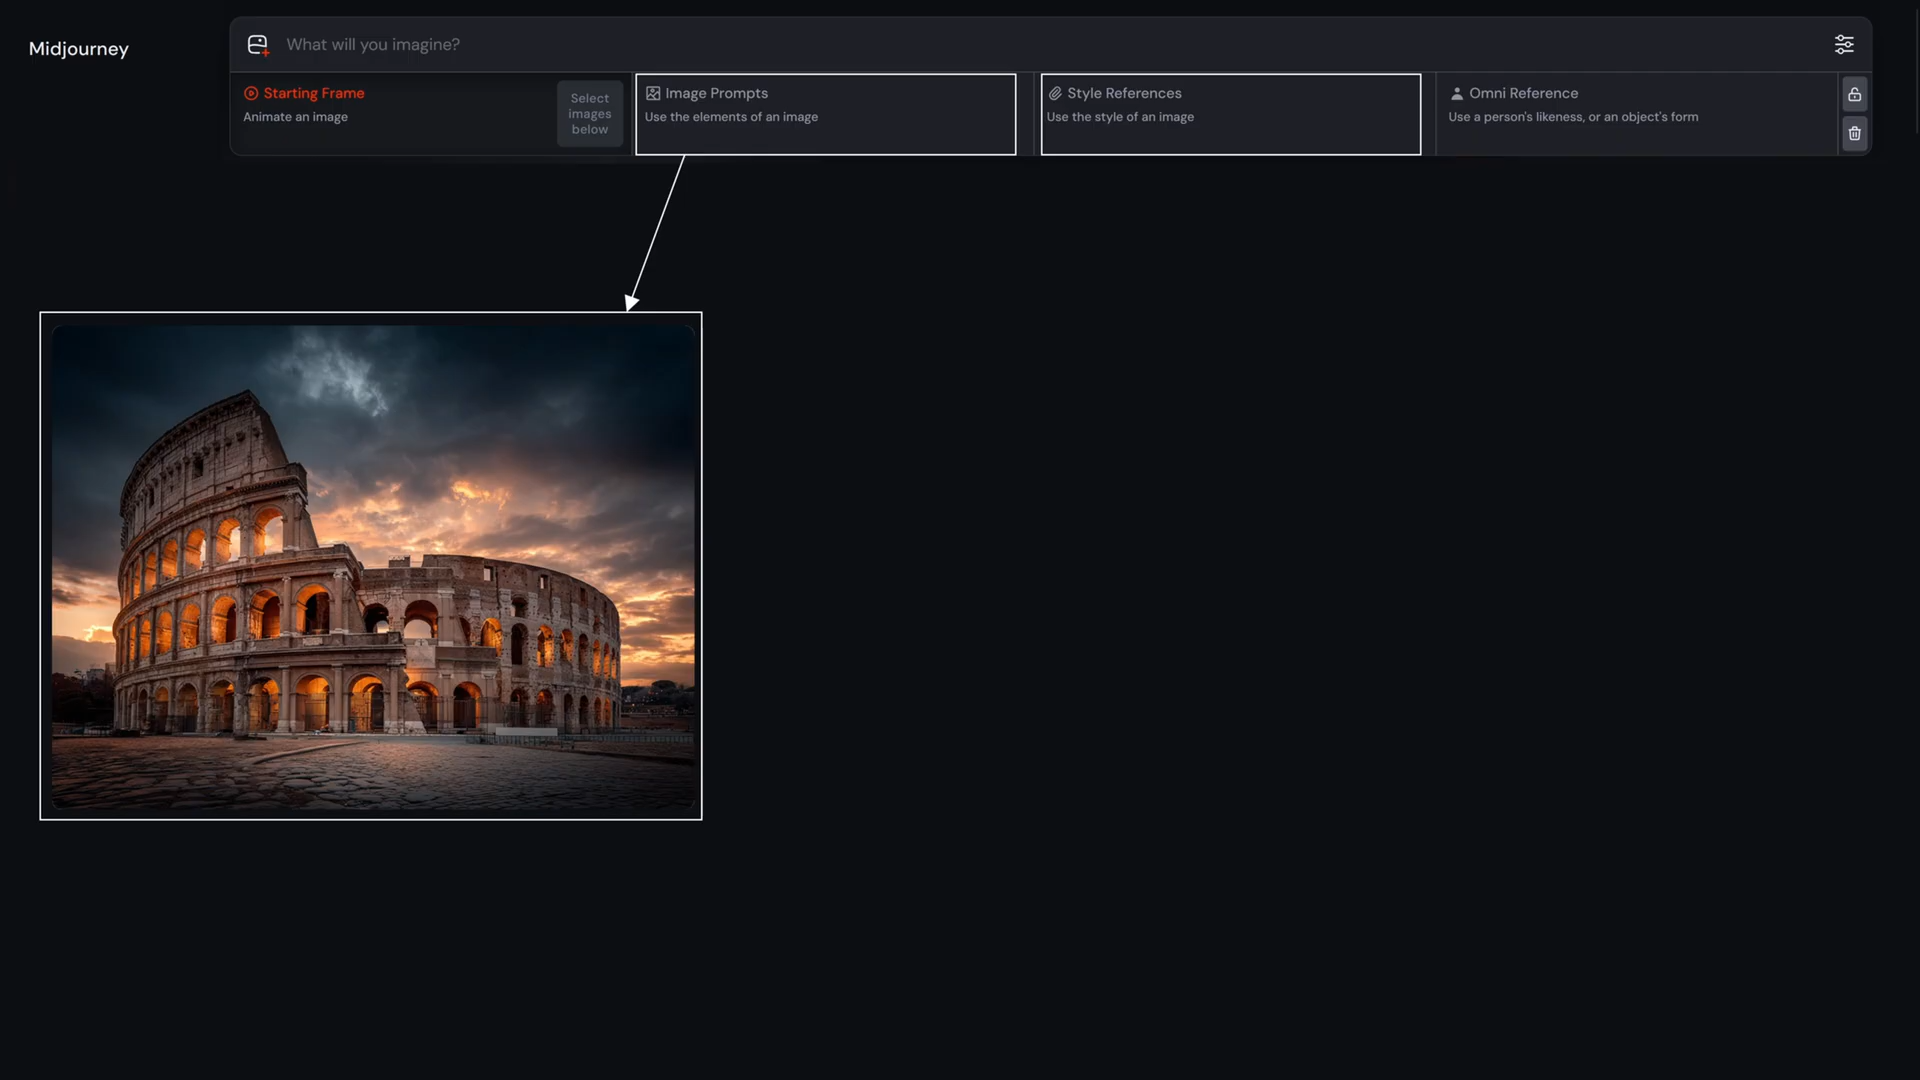 Midjourney
What will you imagine?
Starting Frame
Animate an image
Select
images
below
Image Prompts
Use the elements of an image
Style References
Use the style of an image
Omni Reference
Use a person's likeness, or an object's form